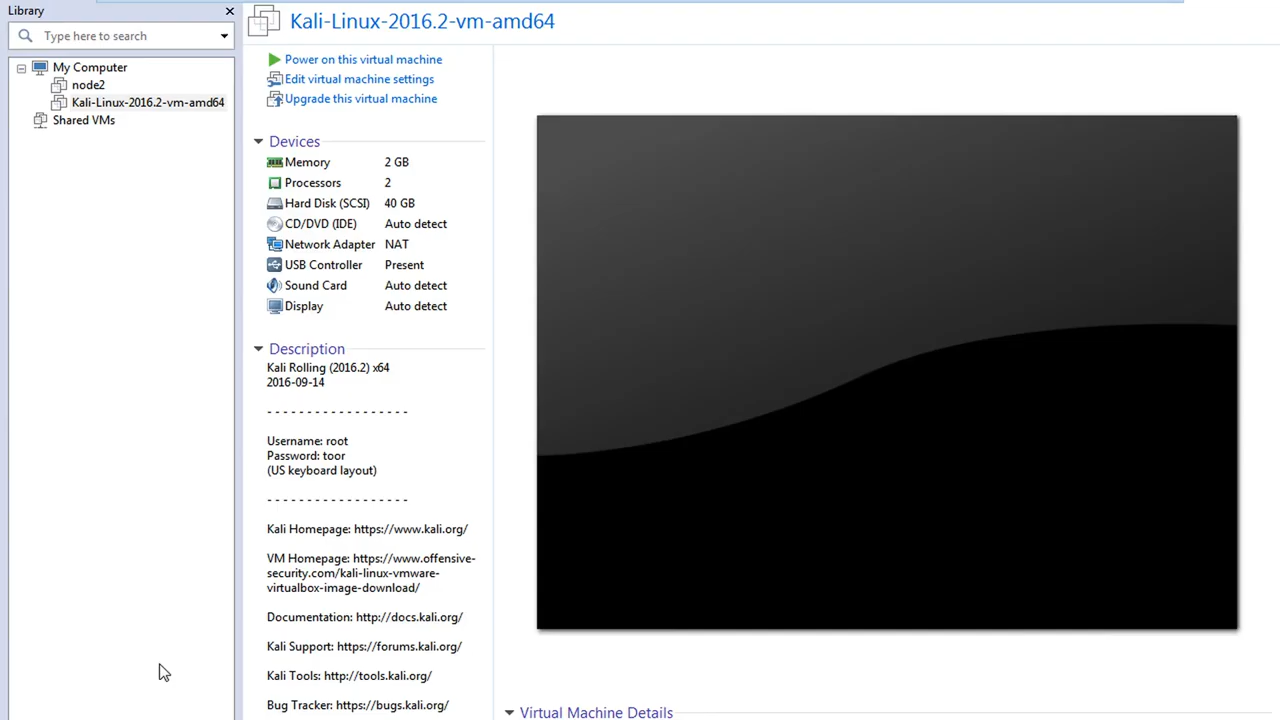 Library
Type here to search
My Computer
node2
Kali-Linux-2016.2-vm-amd64
Shared VMs
Kali-Linux-2016.2-vm-amd64
Power on this virtual machine
Edit virtual machine settings
Upgrade this virtual machine
Devices
Memory 2 GB
Processors 2
Hard Disk (SCSI) 40 GB
CD/DVD (IDE) Auto detect
Network Adapter NAT
USB Controller Present
Sound Card Auto detect
Display Auto detect
Description
Kali Rolling (2016.2) x64
2016-09-14
- - - - - - - - - - - - - - - - - -
Username: root
Password: toor
(US keyboard layout)
- - - - - - - - - - - - - - - - - -
Kali Homepage: https://www.kali.org/
VM Homepage: https://www.offensive-
security.com/kali-linux-vmware-
virtualbox-image-download/
Documentation: http://docs.kali.org/
Kali Support: https://forums.kali.org/
Kali Tools: http://tools.kali.org/
Bug Tracker: https://bugs.kali.org/
Virtual Machine Details